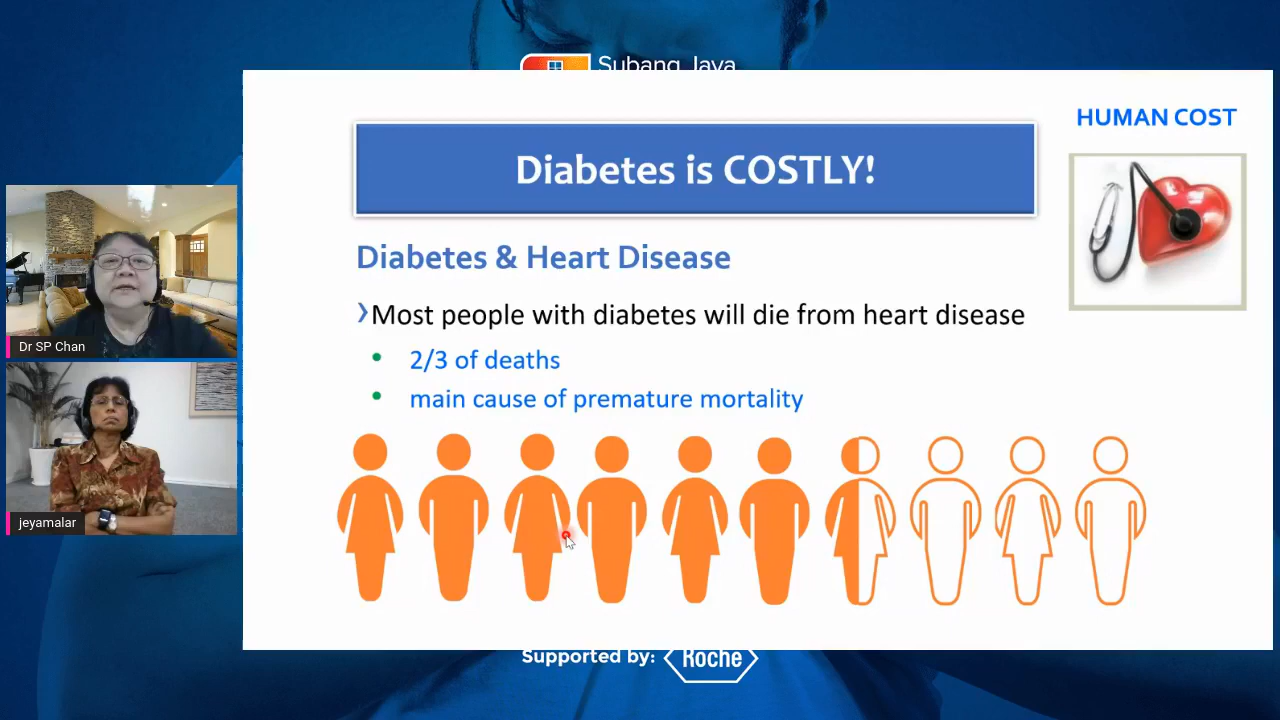 Subang Jaya
HUMAN COST
Diabetes is COSTLY!
Diabetes & Heart Disease
›Most people with diabetes will die from heart disease
• 2/3 of deaths
• main cause of premature mortality
Dr SP Chan
jeyamalar
Supported by: Roche